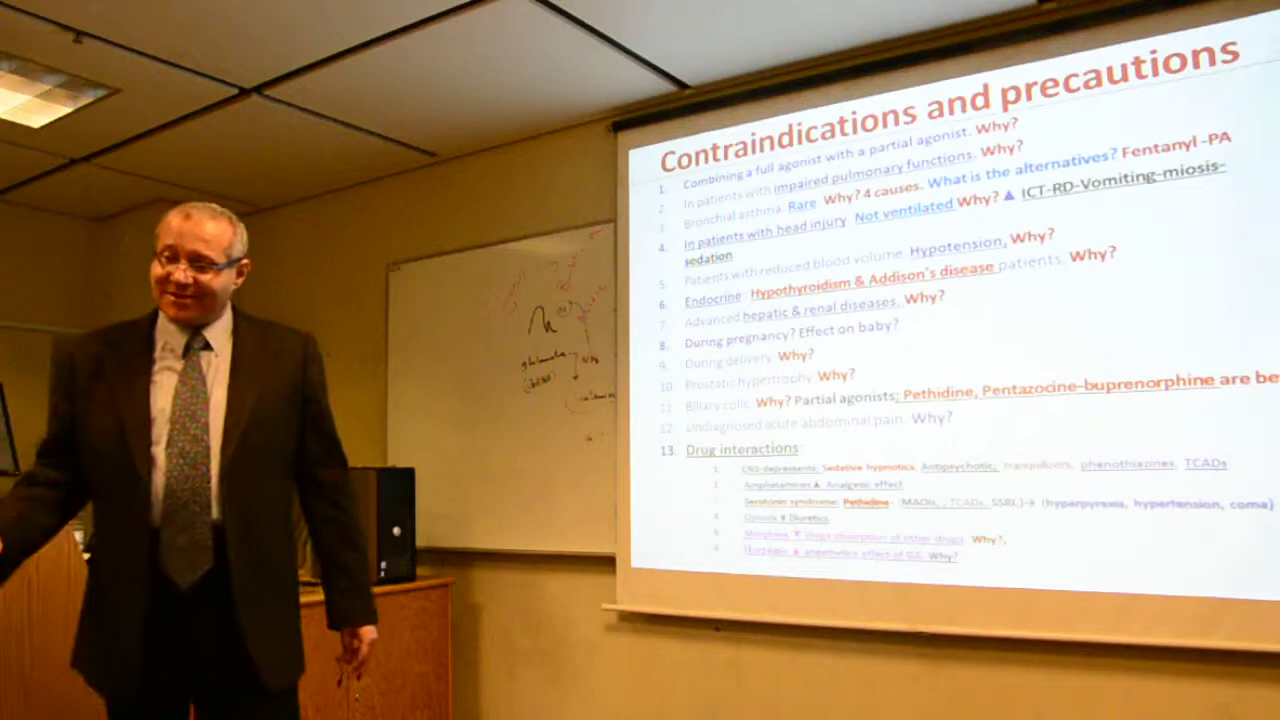 Contraindications and precautions
1. Combining a full agonist with a partial agonist. Why?
2. In patients with impaired pulmonary functions. Why?
3. Bronchial asthma. Rare Why? 4 causes. What is the alternatives? Fentanyl -PA
4. In patients with head injury Not ventilated Why? ▲ ICT-RD-Vomiting-miosis-
sedation
5. Patients with reduced blood volume. Hypotension, Why?
6. Endocrine: Hypothyroidism & Addison's disease patients. Why?
7. Advanced hepatic & renal diseases. Why?
8. During pregnancy? Effect on baby?
9. During delivery. Why?
10. Prostatic hypertrophy Why?
11. Biliary colic. Why? Partial agonists; Pethidine, Pentazocine-buprenorphine are be
12. Undiagnosed acute abdominal pain. Why?
13. Drug interactions:
1. CNS-depressants: Sedative hypnotics, Antipsychotic, phenothiazines, TCADs
2. Amphetamines ▲ Analgesic effect
Serotonin syndrome: Pethidine: (MAOIs, , TCADs, SSRI,)→ (hyperpyrexia, hypertension, coma)
4. Opioids & Diuretics
5. Morphine ▼ drugs absorption of other drugs. Why?,
6. ▲ anesthetics effect of Why?